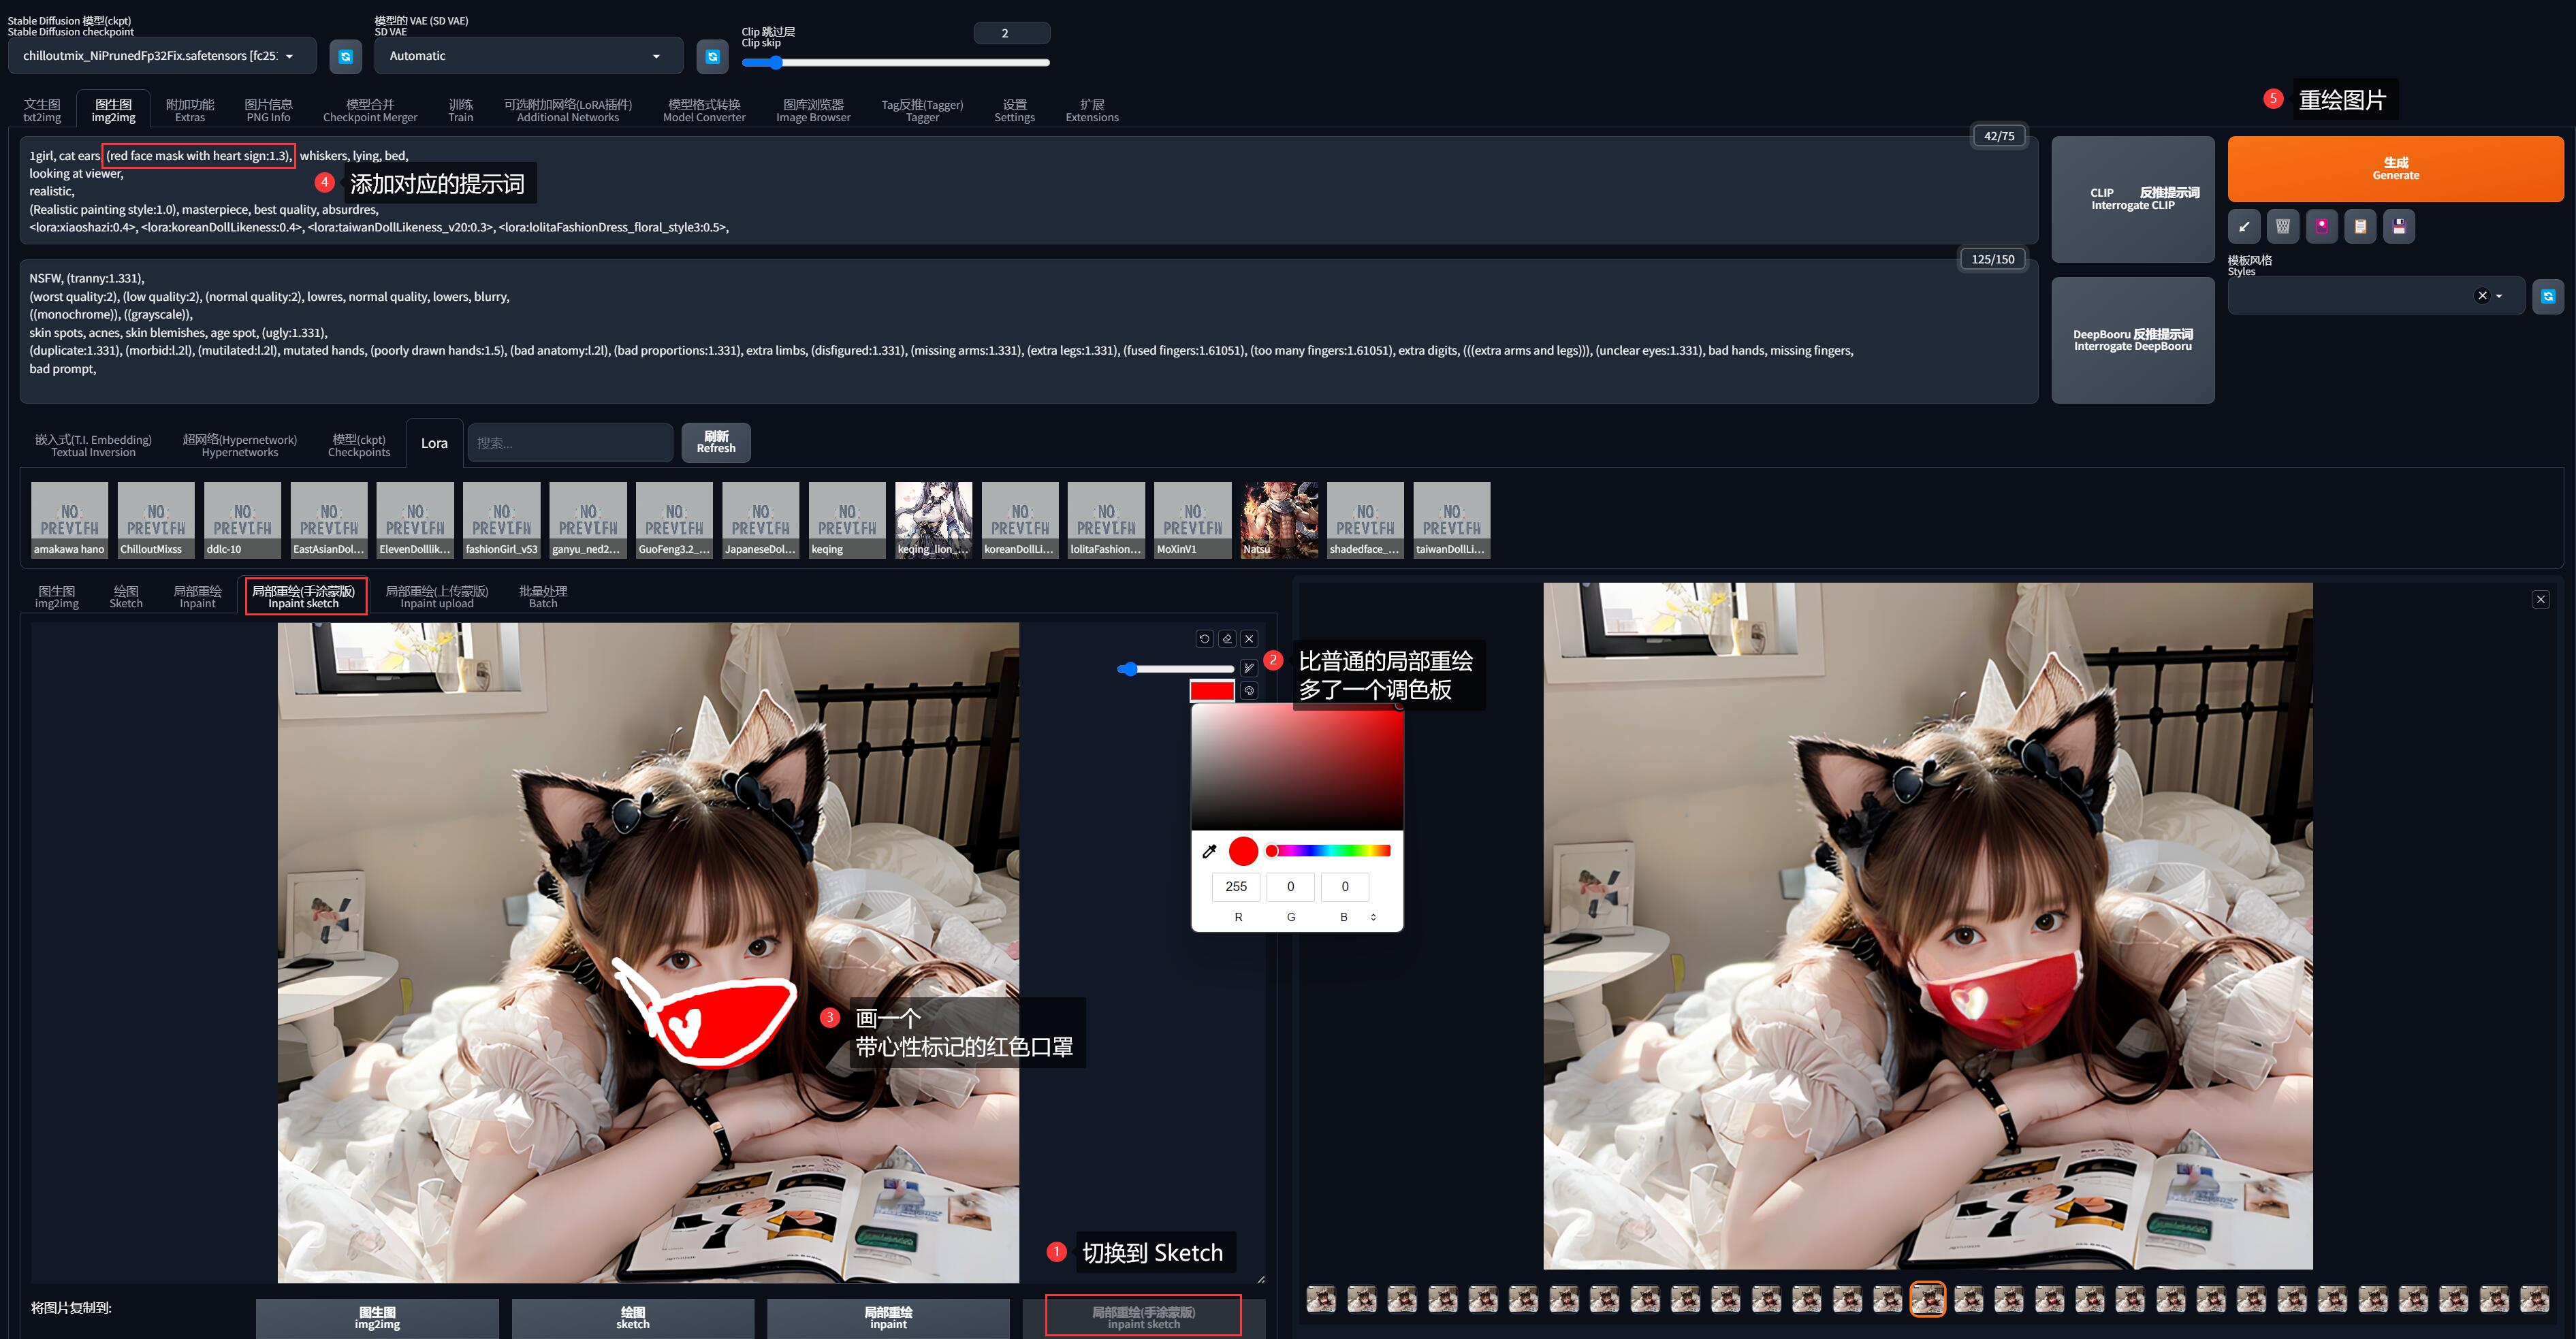 Stable Diffusion 模型(ckpt)
Stable Diffusion checkpoint
chilloutmix_NiPrunedFp32Fix.safetensors [fc25:
模型的 VAE (SD VAE)
SD VAE
Automatic
Clip 跳过层
Clip skip
2
文生图
txt2img
图生图
img2img
附加功能
Extras
图片信息
PNG Info
模型合并
Checkpoint Merger
训练
Train
可选附加网络(LoRA插件)
Additional Networks
模型格式转换
Model Converter
图库浏览器
Image Browser
Tag反推(Tagger)
Tagger
设置
Settings
扩展
Extensions
5 重绘图片
42/75
1girl, cat ears, (red face mask with heart sign:1.3), whiskers, lying, bed,
looking at viewer,
realistic,
(Realistic painting style:1.0), masterpiece, best quality, absurdres,
<lora:xiaoshazi:0.4>, <lora:koreanDollLikeness:0.4>, <lora:taiwanDollLikeness_v20:0.3>, <lora:lolitaFashionDress_floral_style3:0.5>,
4 添加对应的提示词
CLIP 反推提示词
Interrogate CLIP
生成
Generate
模板风格
Styles
125/150
NSFW, (tranny:1.331),
(worst quality:2), (low quality:2), (normal quality:2), lowres, normal quality, lowers, blurry,
((monochrome)), ((grayscale)),
skin spots, acnes, skin blemishes, age spot, (ugly:1.331),
(duplicate:1.331), (morbid:l.2l), (mutilated:l.2l), mutated hands, (poorly drawn hands:1.5), (bad anatomy:l.2l), (bad proportions:1.331), extra limbs, (disfigured:1.331), (missing arms:1.331), (extra legs:1.331), (fused fingers:1.61051), (too many fingers:1.61051), extra digits, (((extra arms and legs))), (unclear eyes:1.331), bad hands, missing fingers,
bad prompt,
DeepBooru 反推提示词
Interrogate DeepBooru
嵌入式(T.I. Embedding)
Textual Inversion
超网络(Hypernetwork)
Hypernetworks
模型(ckpt)
Checkpoints
Lora
搜索...
刷新
Refresh
NO
amakawa hano
NO
ChilloutMixss
NO
ddlc-10
NO
EastAsianDol...
NO
ElevenDolllik...
NO
fashionGirl_v53
NO
ganyu_ned2...
NO
GuoFeng3.2_...
NO
JapaneseDol...
NO
keqing
keqing_lion_...
NO
koreanDollLi...
NO
lolitaFashion...
NO
MoXinV1
Natsu
NO
shadedface_...
NO
taiwanDollLi...
图生图
img2img
绘图
Sketch
局部重绘
Inpaint
局部重绘(手涂蒙版)
Inpaint sketch
局部重绘(上传蒙版)
Inpaint upload
批量处理
Batch
2 比普通的局部重绘
多了一个调色板
255 0 0
R G B
3 画一个
带心性标记的红色口罩
1 切换到 Sketch
将图片复制到:
图生图
img2img
绘图
sketch
局部重绘
inpaint
局部重绘(手涂蒙版)
inpaint sketch